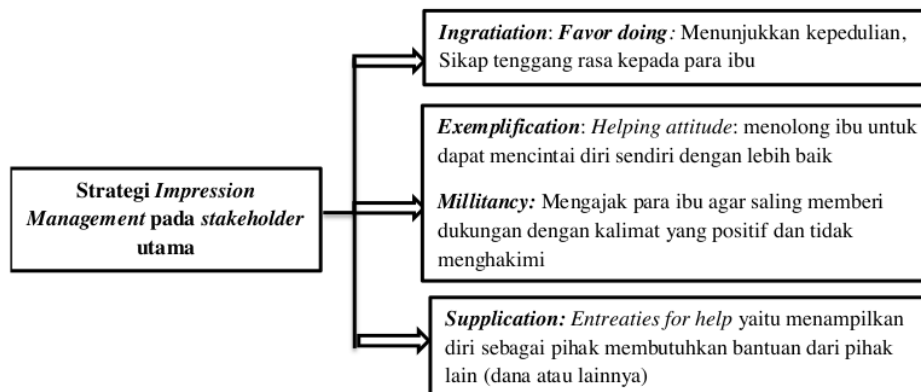 Strategi Impression
Management pada stakeholder
utama
Ingratiation: Favor doing: Menunjukkan kepedulian,
Sikap tenggang rasa kepada para ibu
Exemplification: Helping attitude: menolong ibu untuk
dapat mencintai diri sendiri dengan lebih baik
Millitancy: Mengajak para ibu agar saling memberi
dukungan dengan kalimat yang positif dan tidak
menghakimi
Supplication: Entreaties for help yaitu menampilkan
diri sebagai pihak membutuhkan bantuan dari pihak
lain (dana atau lainnya)